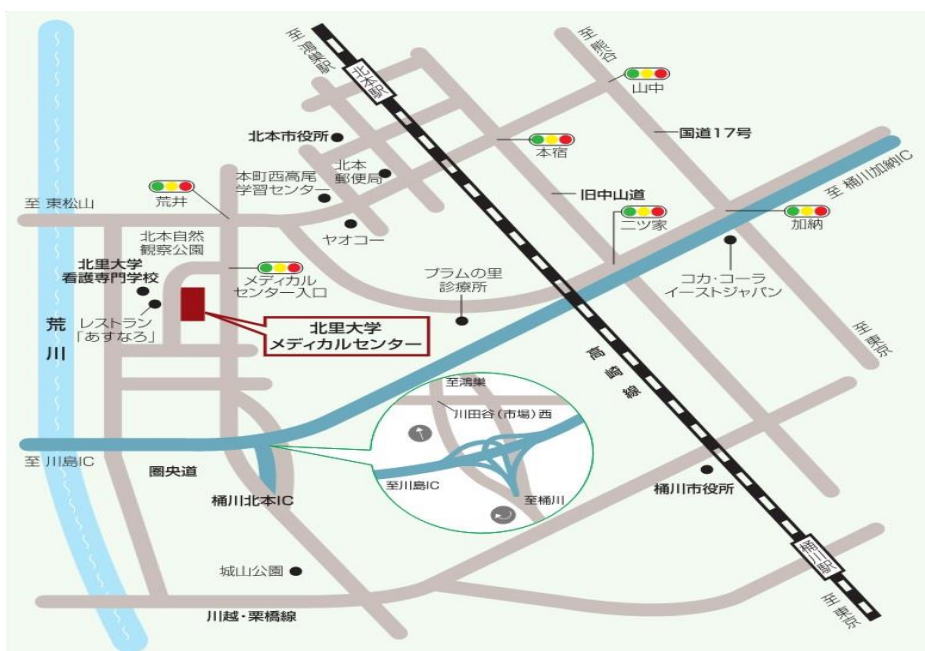 至 鴻巣駅
至 熊谷
北本駅
山中
国道17号
北本市役所
本宿
北本
郵便局
本町西高尾
学習センター
旧中山道
至 桶川加納IC
荒井
至 東松山
ヤオコー
二ツ家
加納
北本自然
観察公園
北里大学
看護専門学校
メディカル
センター入口
プラムの里
診療所
コカ・コーラ
イーストジャパン
レストラン
「あすなろ」
北里大学
メディカルセンター
荒川
高崎線
至 東京
至鴻巣
川田谷(市場)西
至 川島IC
圏央道
至川島IC
桶川北本IC
至桶川
桶川市役所
桶川駅
城山公園
川越・栗橋線
至 東京